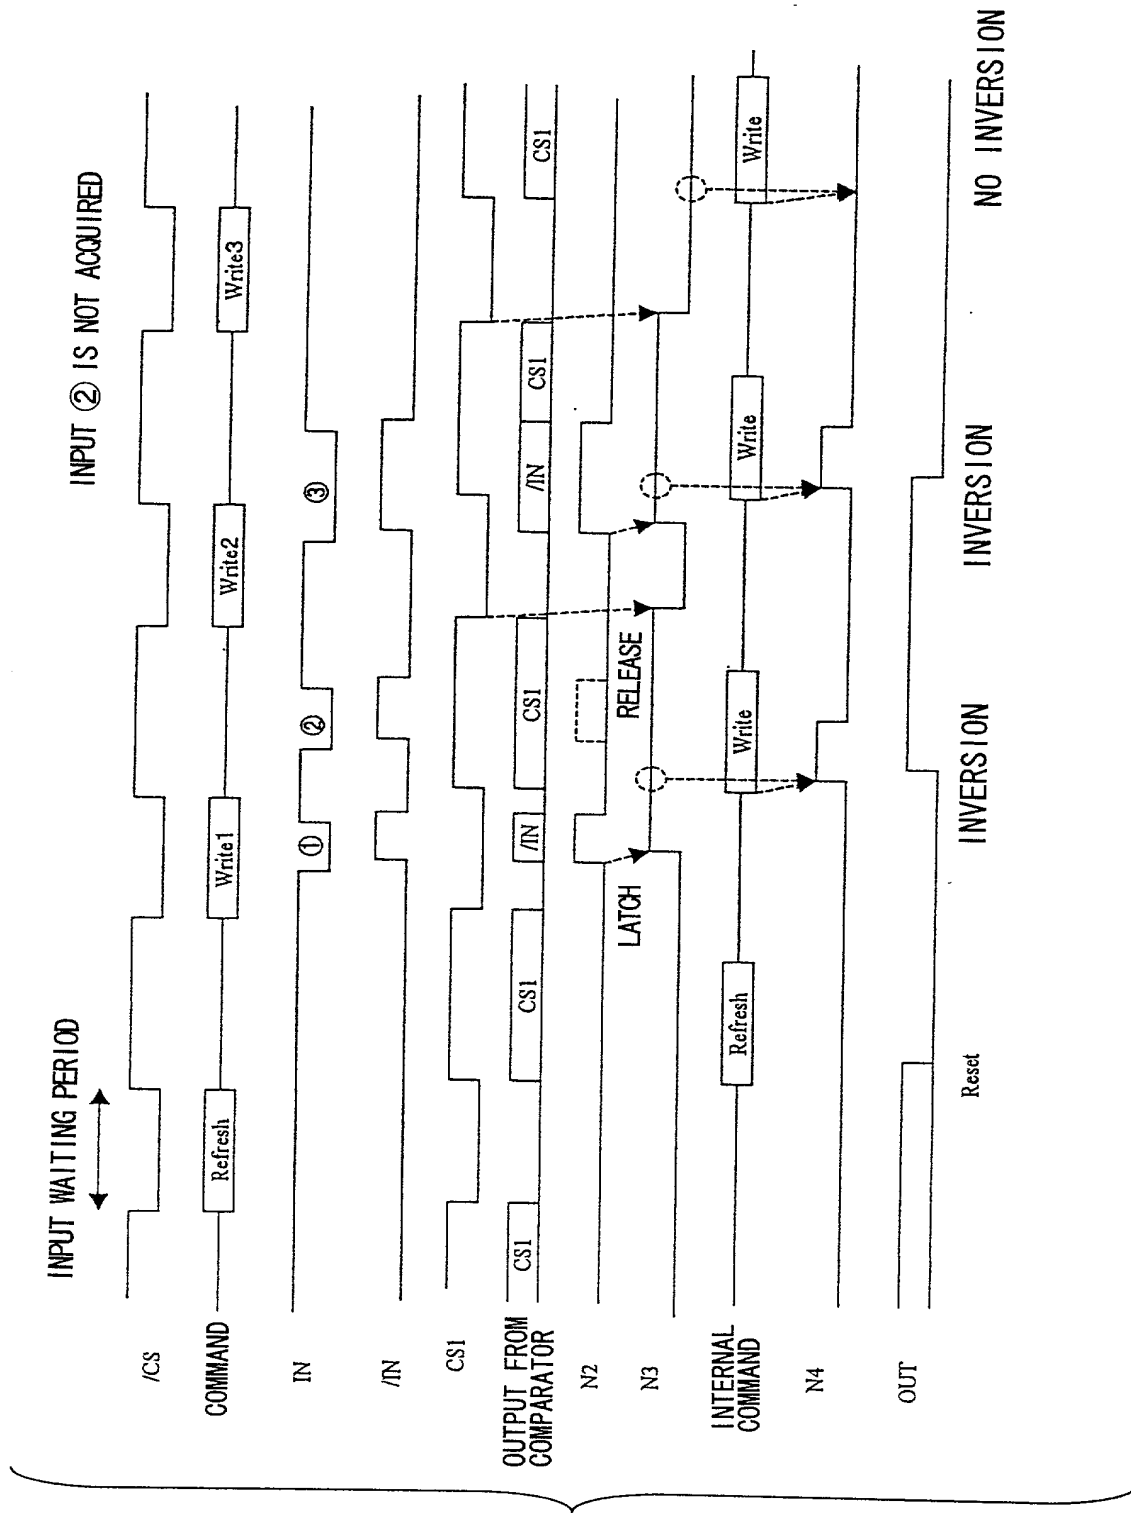 INPUT WAITING PERIOD
INPUT ② IS NOT ACQUIRED
/CS
COMMAND
Refresh
Write1
Write2
Write3
IN
①
②
③
/IN
CS1
OUTPUT FROM
COMPARATOR
CS1
CS1
/IN
CS1
/IN
CS1
CS1
N2
LATCH
RELEASE
N3
INTERNAL
COMMAND
Refresh
Write
Write
Write
N4
OUT
Reset
INVERSION
INVERSION
NO INVERSION